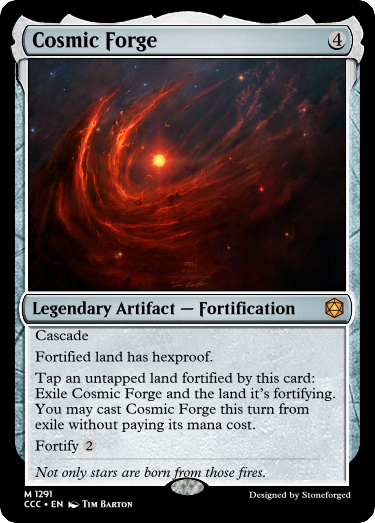 Cosmic Forge 4
Legendary Artifact — Fortification
Cascade
Fortified land has hexproof.
Tap an untapped land fortified by this card:
Exile Cosmic Forge and the land it's fortifying.
You may cast Cosmic Forge this turn from
exile without paying its mana cost.
Fortify 2
Not only stars are born from those fires.
M 1291
CCC • EN Tim Barton
Designed by Stoneforged